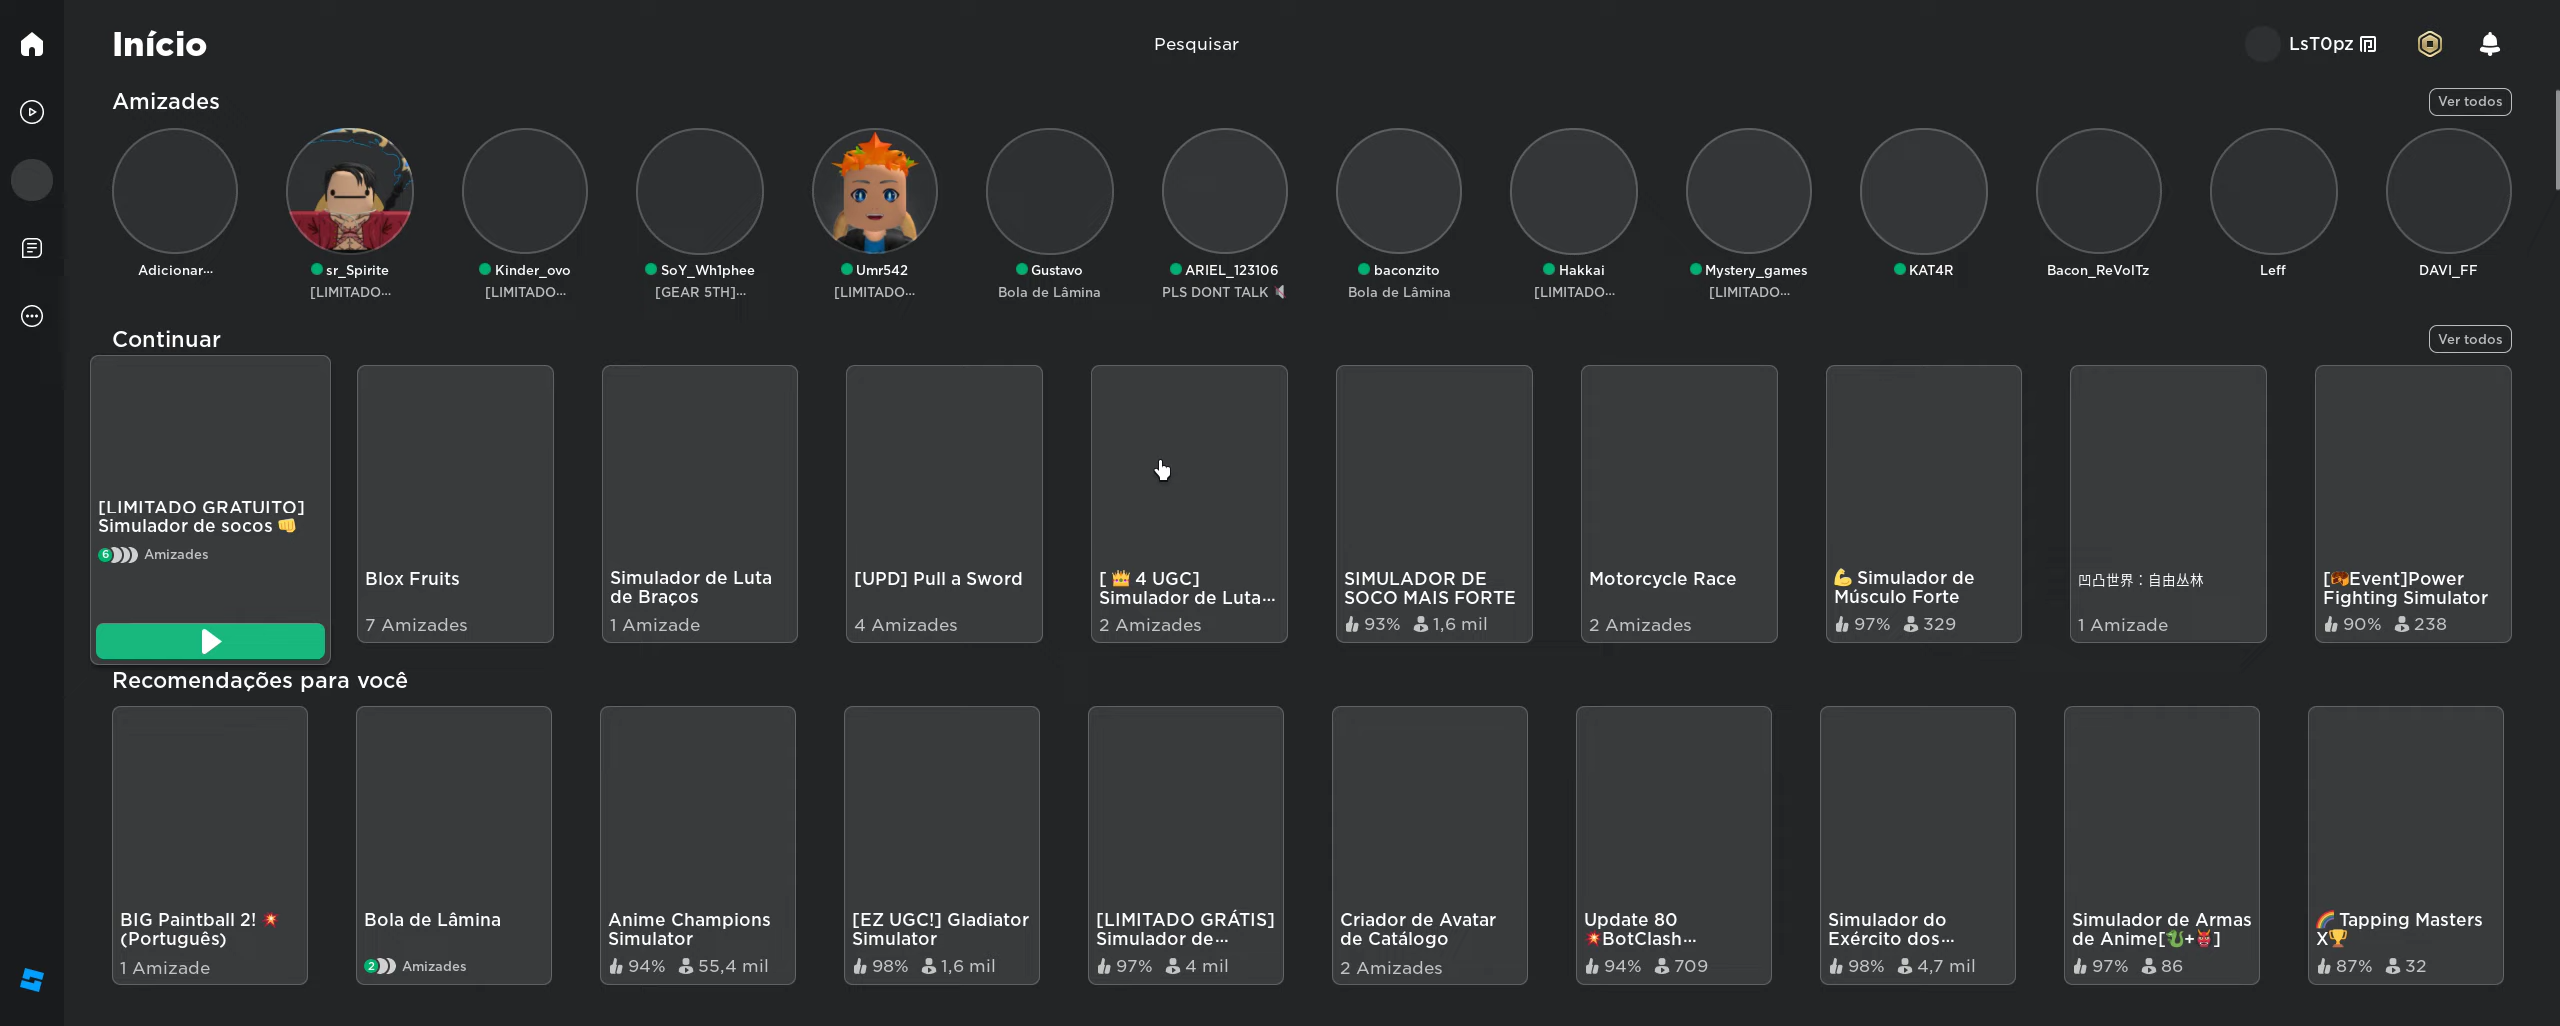 Início
Pesquisar
LsT0pz
Amizades
Ver todos
Adicionar...
sr_Spirite
Kinder_ovo
SoY_Wh1phee
Umr542
Gustavo
ARIEL_123106
baconzito
Hakkai
Mystery_games
KAT4R
Bacon_ReVolTz
Leff
DAVI_FF
[LIMITADO...
[LIMITADO...
[GEAR 5TH]...
[LIMITADO...
Bola de Lâmina
PLS DONT TALK 🔇
Bola de Lâmina
[LIMITADO...
[LIMITADO...
Continuar
Ver todos
[LIMITADO GRATUITO]
Simulador de socos 👊
6 Amizades
Blox Fruits
7 Amizades
Simulador de Luta
de Braços
1 Amizade
[UPD] Pull a Sword
4 Amizades
[ 👑 4 UGC]
Simulador de Luta...
2 Amizades
SIMULADOR DE
SOCO MAIS FORTE
93% 1,6 mil
Motorcycle Race
2 Amizades
💪 Simulador de
Músculo Forte
97% 329
凹凸世界：自由丛林
1 Amizade
[🥊Event]Power
Fighting Simulator
90% 238
Recomendações para você
BIG Paintball 2! 💥
(Português)
1 Amizade
Bola de Lâmina
2 Amizades
Anime Champions
Simulator
94% 55,4 mil
[EZ UGC!] Gladiator
Simulator
98% 1,6 mil
[LIMITADO GRÁTIS]
Simulador de...
97% 4 mil
Criador de Avatar
de Catálogo
2 Amizades
Update 80
💥BotClash...
94% 709
Simulador do
Exército dos...
98% 4,7 mil
Simulador de Armas
de Anime[🐉+👹]
97% 86
🌈Tapping Masters
X🏆
87% 32